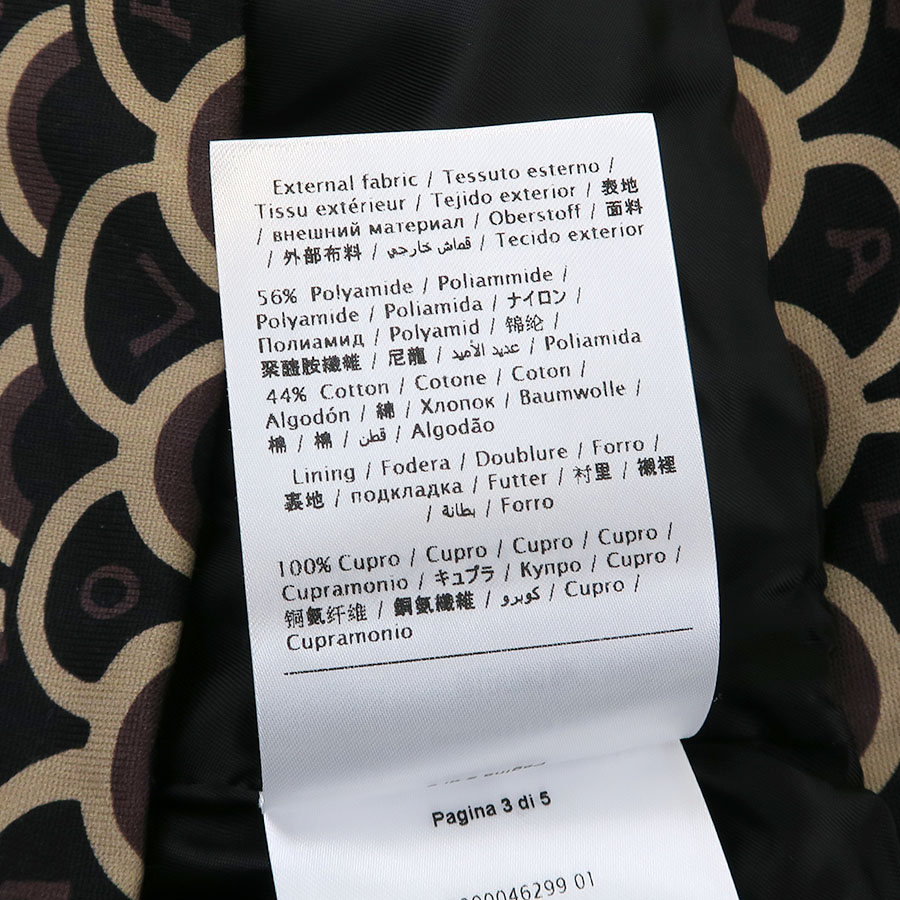 External fabric / Tessuto esterno /
Tissu extérieur / Tejido exterior / 表地
/ внешний материал / Oberstoff / 面料
/ 外部布料 / قماش خارجي / Tecido exterior
56% Polyamide / Poliammide /
Polyamide / Poliamida / ナイロン /
Полиамид / Polyamid / 锦纶 /
聚醯胺纖維 / 尼龍 / عديد الأميد / Poliamida
44% Cotton / Cotone / Coton /
Algodón / 綿 / Хлопок / Baumwolle /
棉 / 棉 / قطن / Algodão
Lining / Fodera / Doublure / Forro /
裏地 / подкладка / Futter / 衬里 / 襯裡
/ بطانة / Forro
100% Cupro / Cupro / Cupro / Cupro /
Cupramonio / キュプラ / Купро / Cupro /
铜氨纤维 / 銅氨纖維 / كوبرو / Cupro /
Cupramonio
Pagina 3 di 5
000046299 01